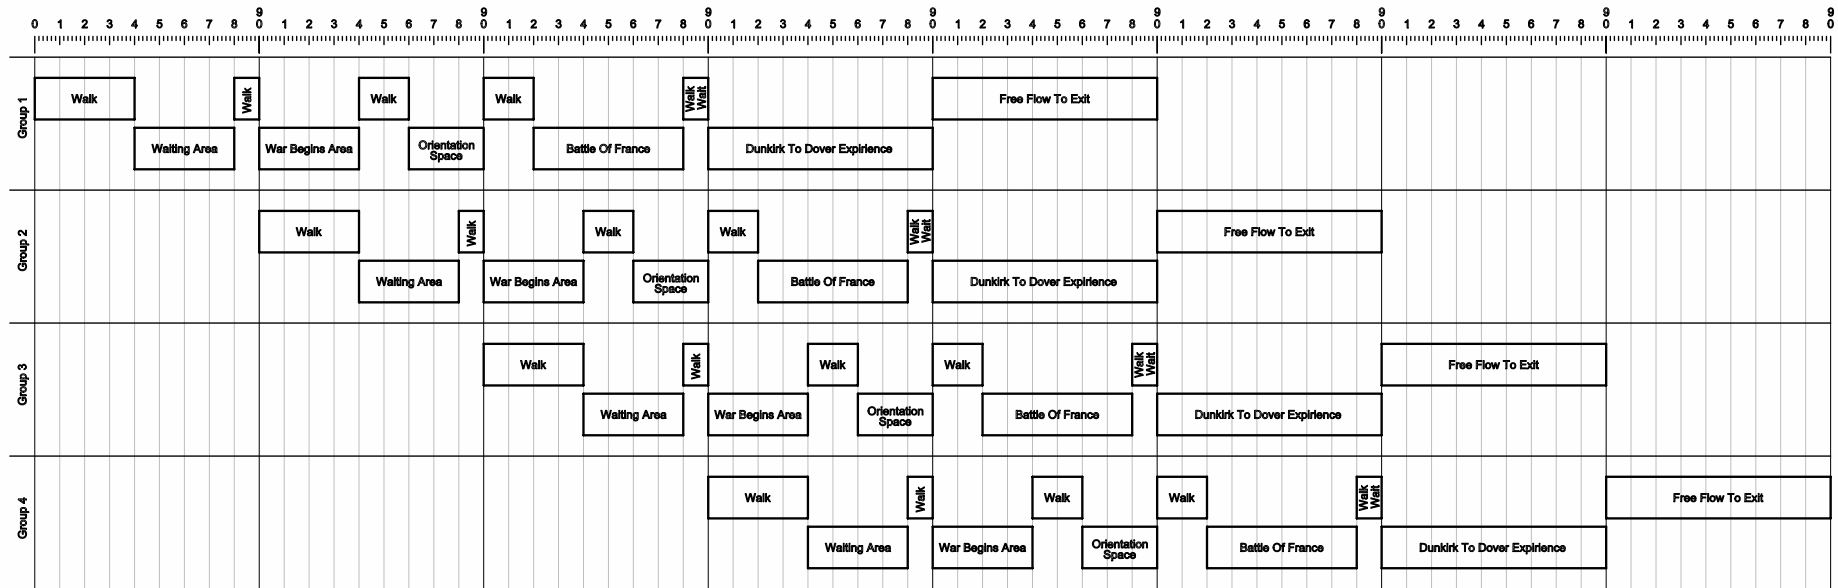 9 9 9 9 9 9 9 9
0 1 2 3 4 5 6 7 8 0 1 2 3 4 5 6 7 8 0 1 2 3 4 5 6 7 8 0 1 2 3 4 5 6 7 8 0 1 2 3 4 5 6 7 8 0 1 2 3 4 5 6 7 8 0 1 2 3 4 5 6 7 8 0 1 2 3 4 5 6 7 8 0
Group 1
Walk
Walk
Walk
Walk
Walk
Wait
Free Flow To Exit
Waiting Area
War Begins Area
Orientation
Space
Battle Of France
Dunkirk To Dover Expirience
Group 2
Walk
Walk
Walk
Walk
Walk
Wait
Free Flow To Exit
Waiting Area
War Begins Area
Orientation
Space
Battle Of France
Dunkirk To Dover Expirience
Group 3
Walk
Walk
Walk
Walk
Walk
Wait
Free Flow To Exit
Waiting Area
War Begins Area
Orientation
Space
Battle Of France
Dunkirk To Dover Expirience
Group 4
Walk
Walk
Walk
Walk
Walk
Wait
Free Flow To Exit
Waiting Area
War Begins Area
Orientation
Space
Battle Of France
Dunkirk To Dover Expirience